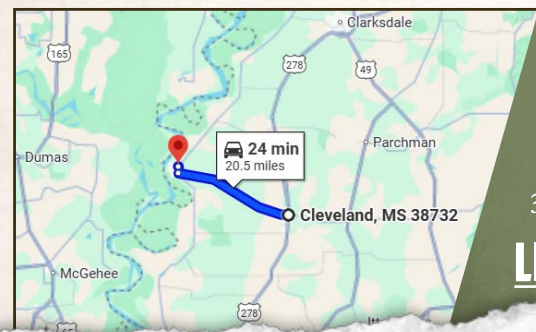 Clarksdale
165
278
49
24 min
20.5 miles
Parchman
Dumas
Cleveland, MS 38732
McGehee
278